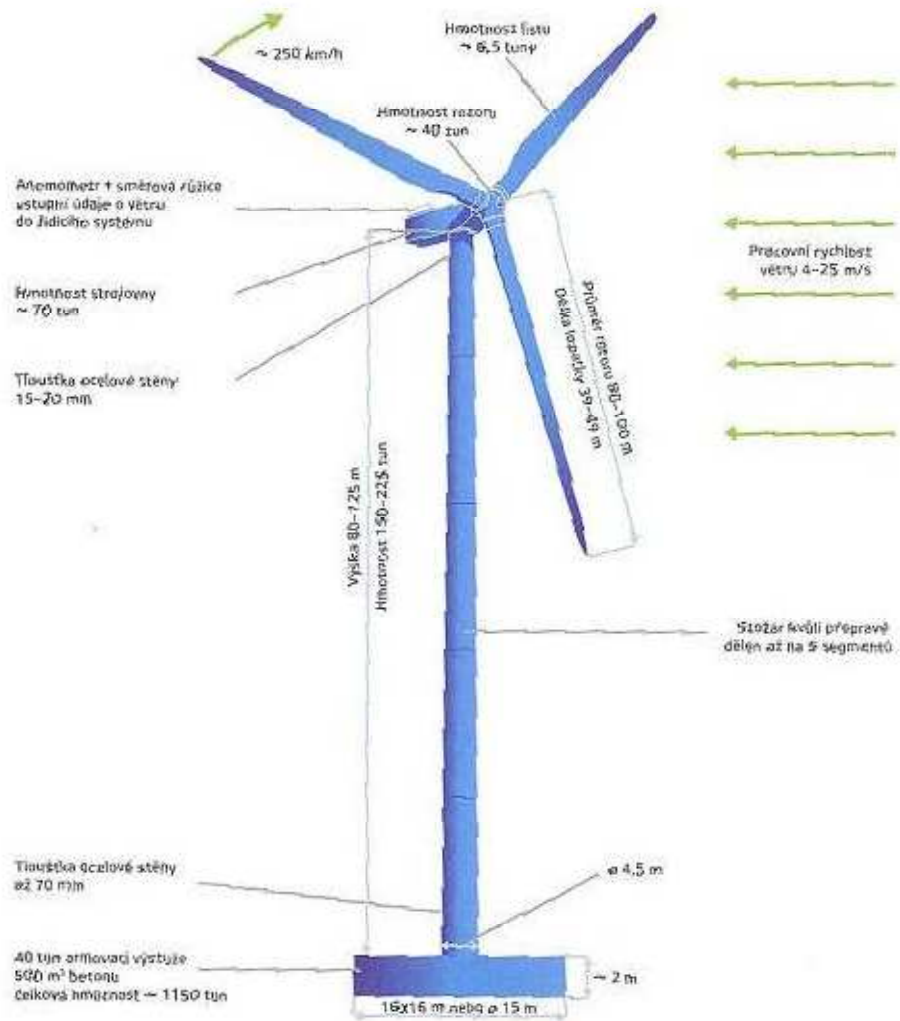 ~ 250 km/h
Hmotnost listu
~ 6,5 tuny
Hmotnost rotoru
~ 40 tun
Anemometr + směrová růžice
vstupní údaje o větru
do řídicího systému
Pracovní rychlost
větru 4–25 m/s
Hmotnost strojovny
~ 70 tun
Tloušťka ocelové stěny
15–20 mm
Průměr rotoru 80–100 m
Délka lopatky 39–49 m
Výška 80–125 m
Hmotnost 150–225 tun
Stožár kvůli přepravě
dělen až na 5 segmentů
Tloušťka ocelové stěny
až 70 mm
ø 4,5 m
40 tun armovací výstuže
500 m³ betonu
celková hmotnost ~ 1150 tun
~ 2 m
16x16 m nebo ø 15 m